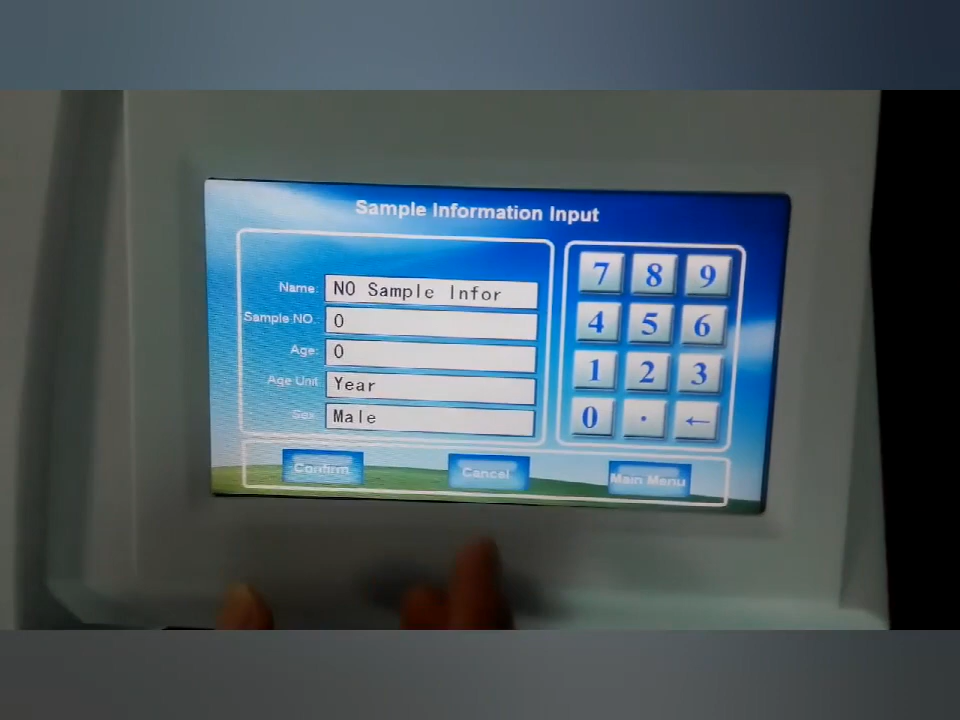 Sample Information Input
Name: NO Sample Infor
Sample NO. 0
Age: 0
Age Unit Year
Sex Male
7 8 9
4 5 6
1 2 3
0 . ←
Confirm Cancel Main Menu